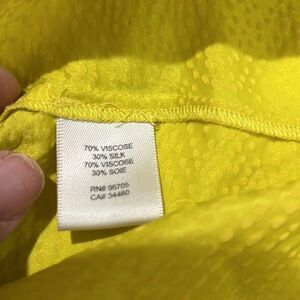 70% VISCOSE
30% SILK
70% VISCOSE
30% SOIE
RN# 96705
CA# 34460